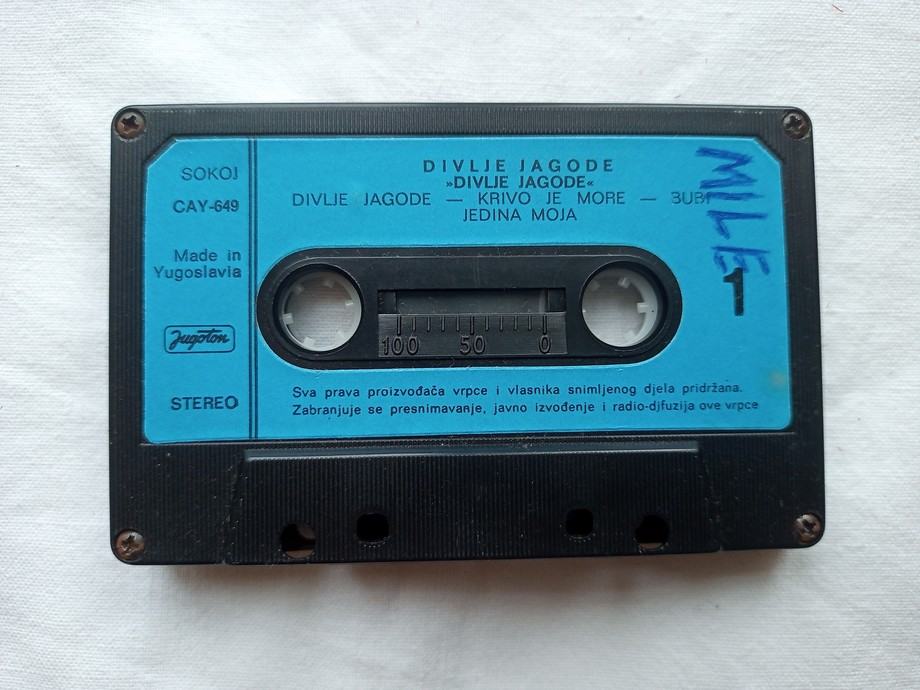 SOKOJ
CAY-649
Made in
Yugoslavia
Jugoton
STEREO
DIVLJE JAGODE
»DIVLJE JAGODE«
DIVLJE JAGODE — KRIVO JE MORE —
JEDINA MOJA
MILE
1
100 50 0
Sva prava proizvođača vrpce i vlasnika snimljenog djela pridržana.
Zabranjuje se presnimavanje, javno izvođenje i radio-difuzija ove vrpce